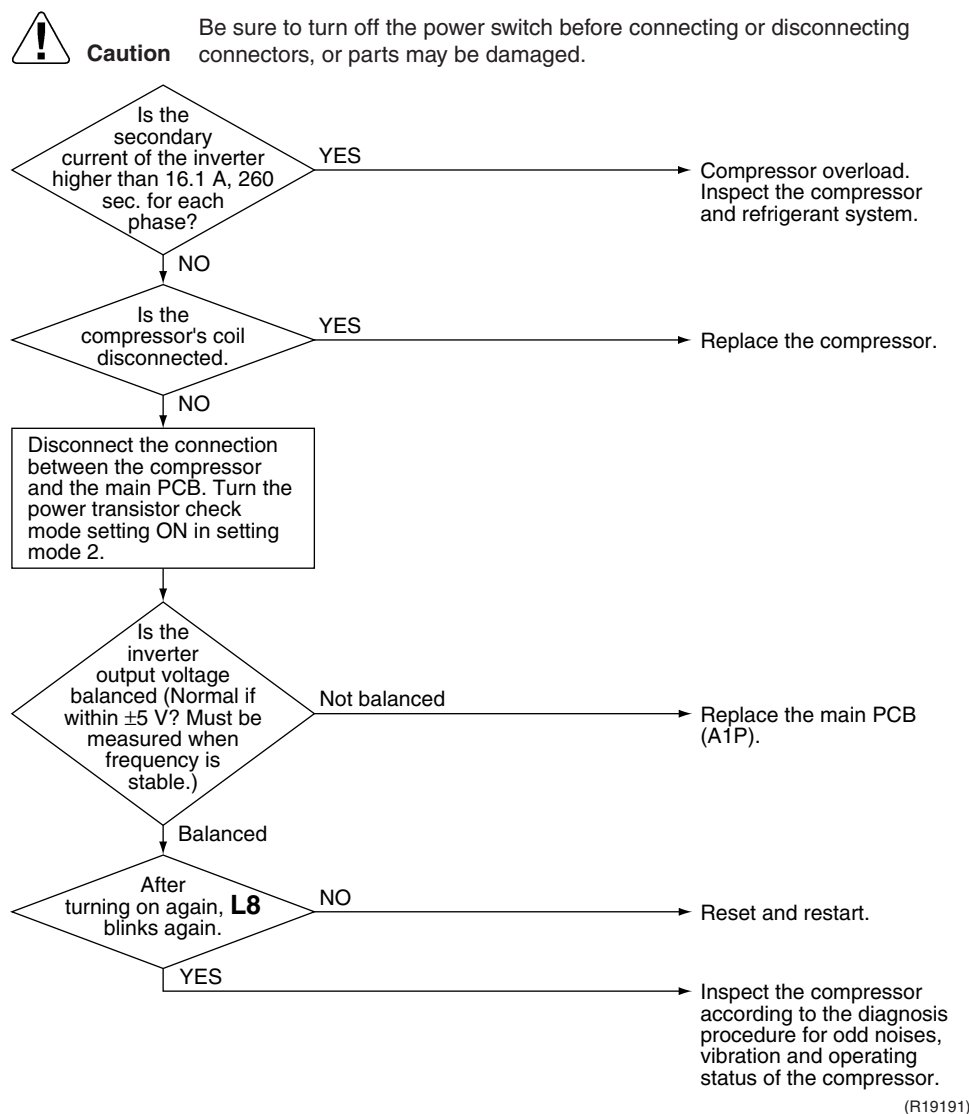 Be sure to turn off the power switch before connecting or disconnecting
Caution connectors, or parts may be damaged.
Is the
secondary
current of the inverter
higher than 16.1 A, 260
sec. for each
phase?
YES
Compressor overload.
Inspect the compressor
and refrigerant system.
NO
Is the
compressor's coil
disconnected.
YES
Replace the compressor.
NO
Disconnect the connection
between the compressor
and the main PCB. Turn the
power transistor check
mode setting ON in setting
mode 2.
Is the
inverter
output voltage
balanced (Normal if
within ±5 V? Must be
measured when
frequency is
stable.)
Not balanced
Replace the main PCB
(A1P).
Balanced
After
turning on again, L8
blinks again.
NO
Reset and restart.
YES
Inspect the compressor
according to the diagnosis
procedure for odd noises,
vibration and operating
status of the compressor.
(R19191)